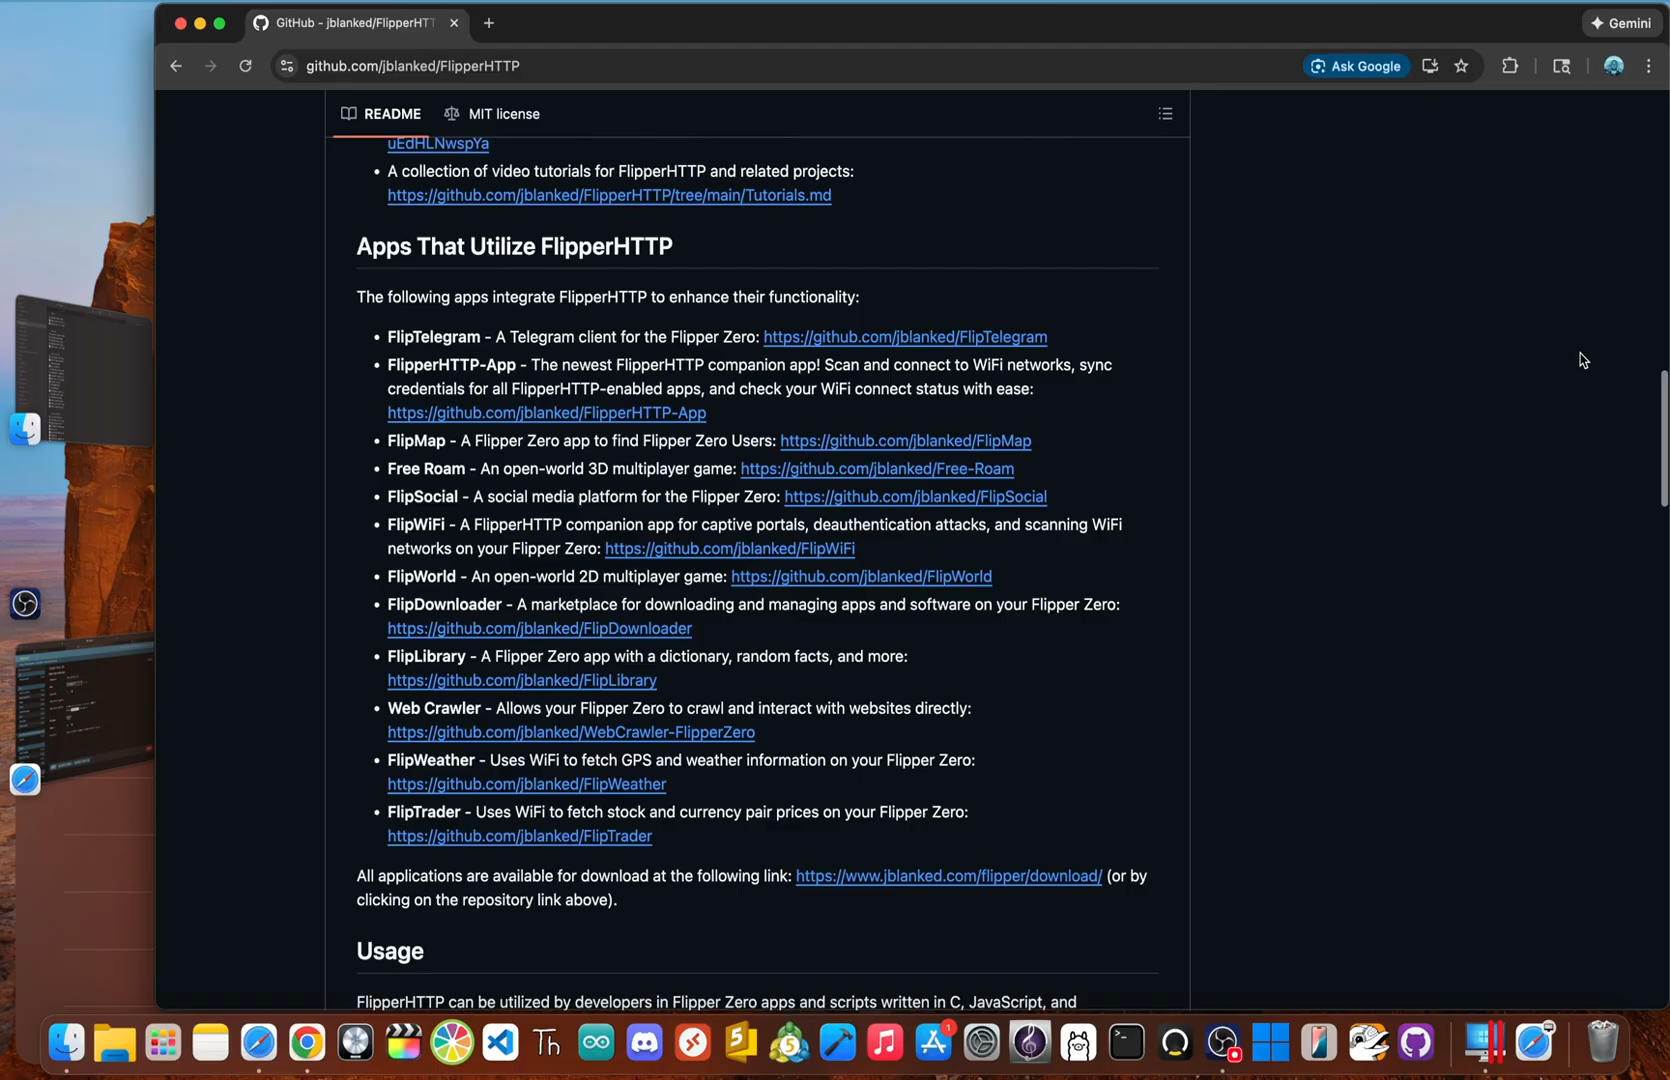 GitHub - jblanked/FlipperHTT
Gemini
github.com/jblanked/FlipperHTTP
Ask Google
README
MIT license
uEdHLNwspYa
• A collection of video tutorials for FlipperHTTP and related projects:
https://github.com/jblanked/FlipperHTTP/tree/main/Tutorials.md
Apps That Utilize FlipperHTTP
The following apps integrate FlipperHTTP to enhance their functionality:
• FlipTelegram - A Telegram client for the Flipper Zero: https://github.com/jblanked/FlipTelegram
• FlipperHTTP-App - The newest FlipperHTTP companion app! Scan and connect to WiFi networks, sync
credentials for all FlipperHTTP-enabled apps, and check your WiFi connect status with ease:
https://github.com/jblanked/FlipperHTTP-App
• FlipMap - A Flipper Zero app to find Flipper Zero Users: https://github.com/jblanked/FlipMap
• Free Roam - An open-world 3D multiplayer game: https://github.com/jblanked/Free-Roam
• FlipSocial - A social media platform for the Flipper Zero: https://github.com/jblanked/FlipSocial
• FlipWiFi - A FlipperHTTP companion app for captive portals, deauthentication attacks, and scanning WiFi
networks on your Flipper Zero: https://github.com/jblanked/FlipWiFi
• FlipWorld - An open-world 2D multiplayer game: https://github.com/jblanked/FlipWorld
• FlipDownloader - A marketplace for downloading and managing apps and software on your Flipper Zero:
https://github.com/jblanked/FlipDownloader
• FlipLibrary - A Flipper Zero app with a dictionary, random facts, and more:
https://github.com/jblanked/FlipLibrary
• Web Crawler - Allows your Flipper Zero to crawl and interact with websites directly:
https://github.com/jblanked/WebCrawler-FlipperZero
• FlipWeather - Uses WiFi to fetch GPS and weather information on your Flipper Zero:
https://github.com/jblanked/FlipWeather
• FlipTrader - Uses WiFi to fetch stock and currency pair prices on your Flipper Zero:
https://github.com/jblanked/FlipTrader
All applications are available for download at the following link: https://www.jblanked.com/flipper/download/ (or by
clicking on the repository link above).
Usage
FlipperHTTP can be utilized by developers in Flipper Zero apps and scripts written in C, JavaScript, and
Th
5
5
1